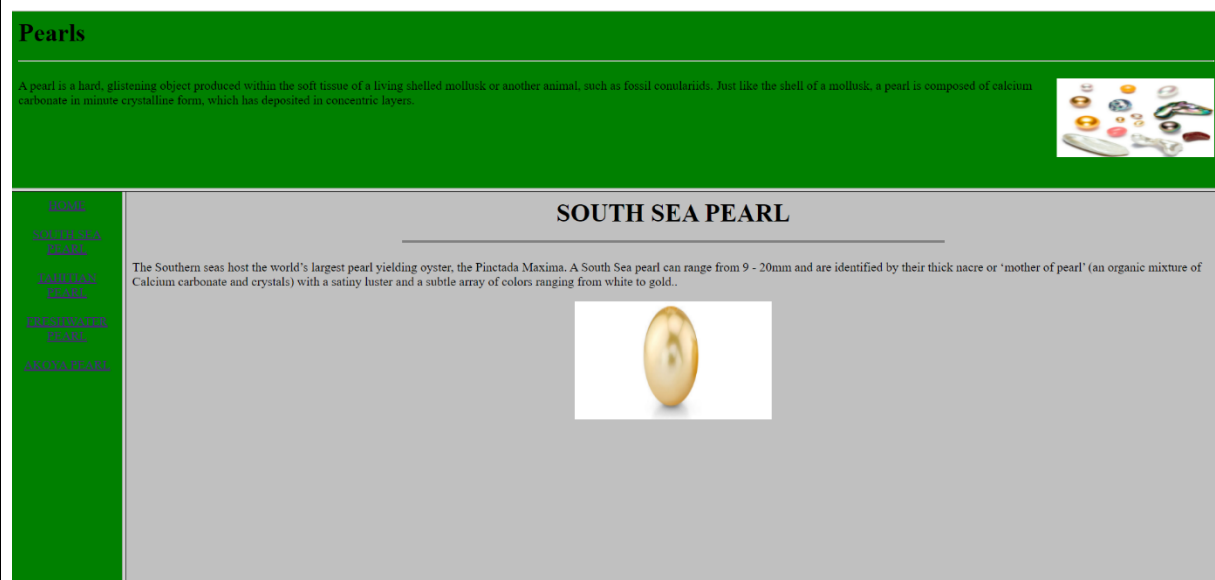 Pearls
A pearl is a hard, glistening object produced within the soft tissue of a living shelled mollusk or another animal, such as fossil conulariids. Just like the shell of a mollusk, a pearl is composed of calcium
carbonate in minute crystalline form, which has deposited in concentric layers.
HOME
SOUTH SEA
PEARL
TAHITIAN
PEARL
FRESHWATER
PEARL
AKOYA PEARL
SOUTH SEA PEARL
The Southern seas host the world’s largest pearl yielding oyster, the Pinctada Maxima. A South Sea pearl can range from 9 - 20mm and are identified by their thick nacre or ‘mother of pearl’ (an organic mixture of
Calcium carbonate and crystals) with a satiny luster and a subtle array of colors ranging from white to gold..